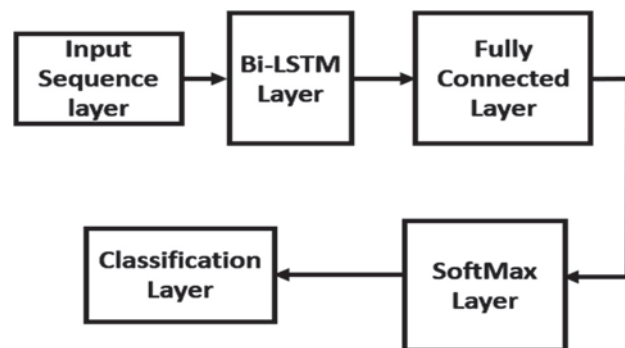 Input
Sequence
layer
Bi-LSTM
Layer
Fully
Connected
Layer
SoftMax
Layer
Classification
Layer